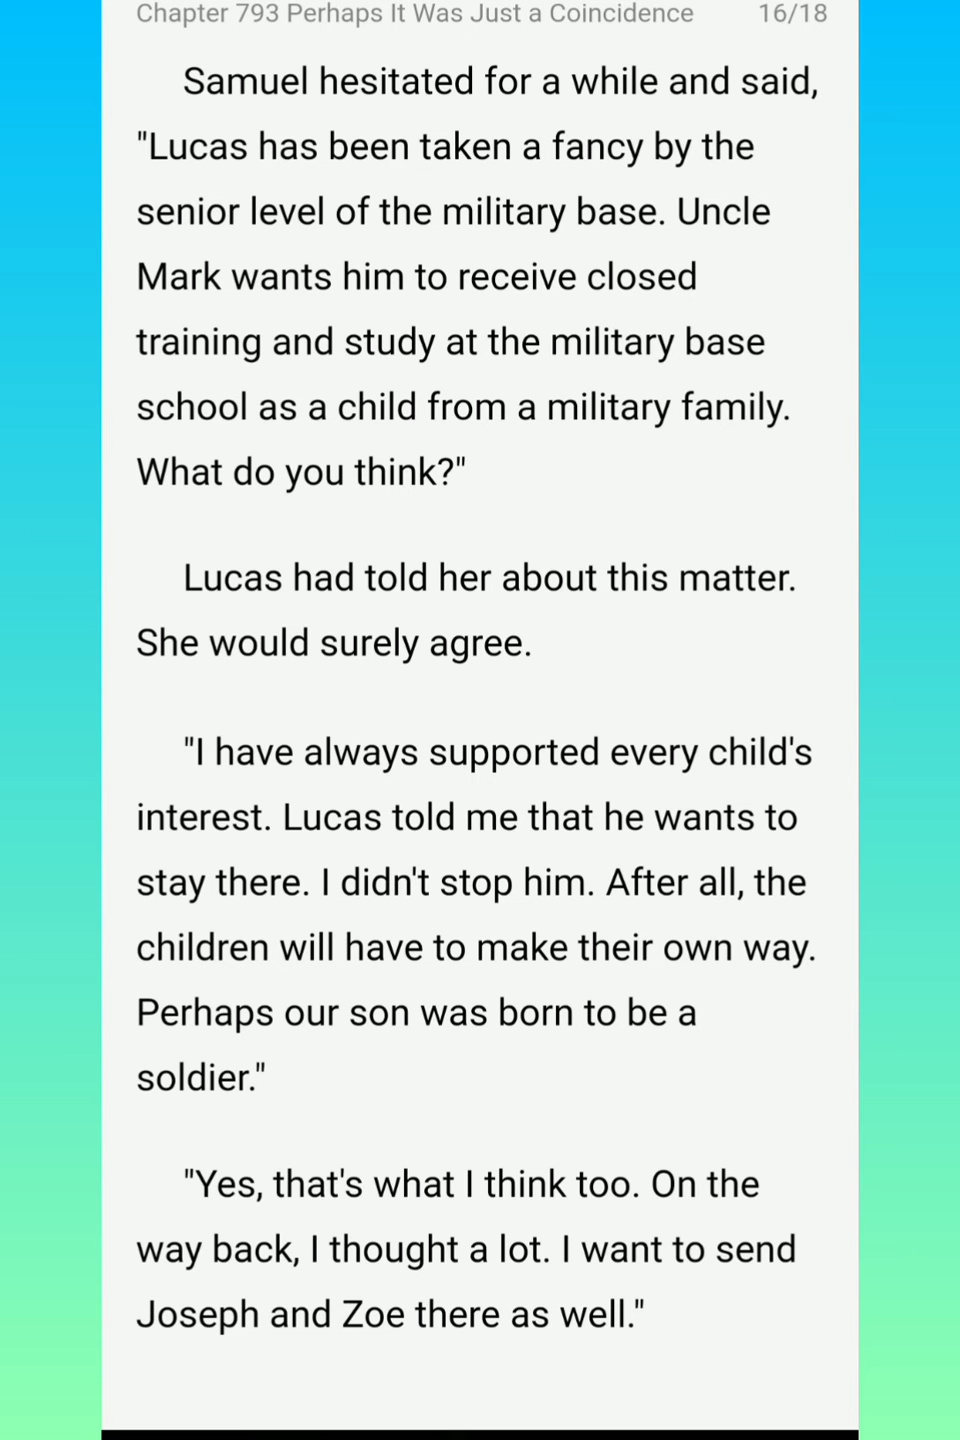 Chapter 793 Perhaps It Was Just a Coincidence 16/18
Samuel hesitated for a while and said,
"Lucas has been taken a fancy by the
senior level of the military base. Uncle
Mark wants him to receive closed
training and study at the military base
school as a child from a military family.
What do you think?"
Lucas had told her about this matter.
She would surely agree.
"I have always supported every child's
interest. Lucas told me that he wants to
stay there. I didn't stop him. After all, the
children will have to make their own way.
Perhaps our son was born to be a
soldier."
"Yes, that's what I think too. On the
way back, I thought a lot. I want to send
Joseph and Zoe there as well."